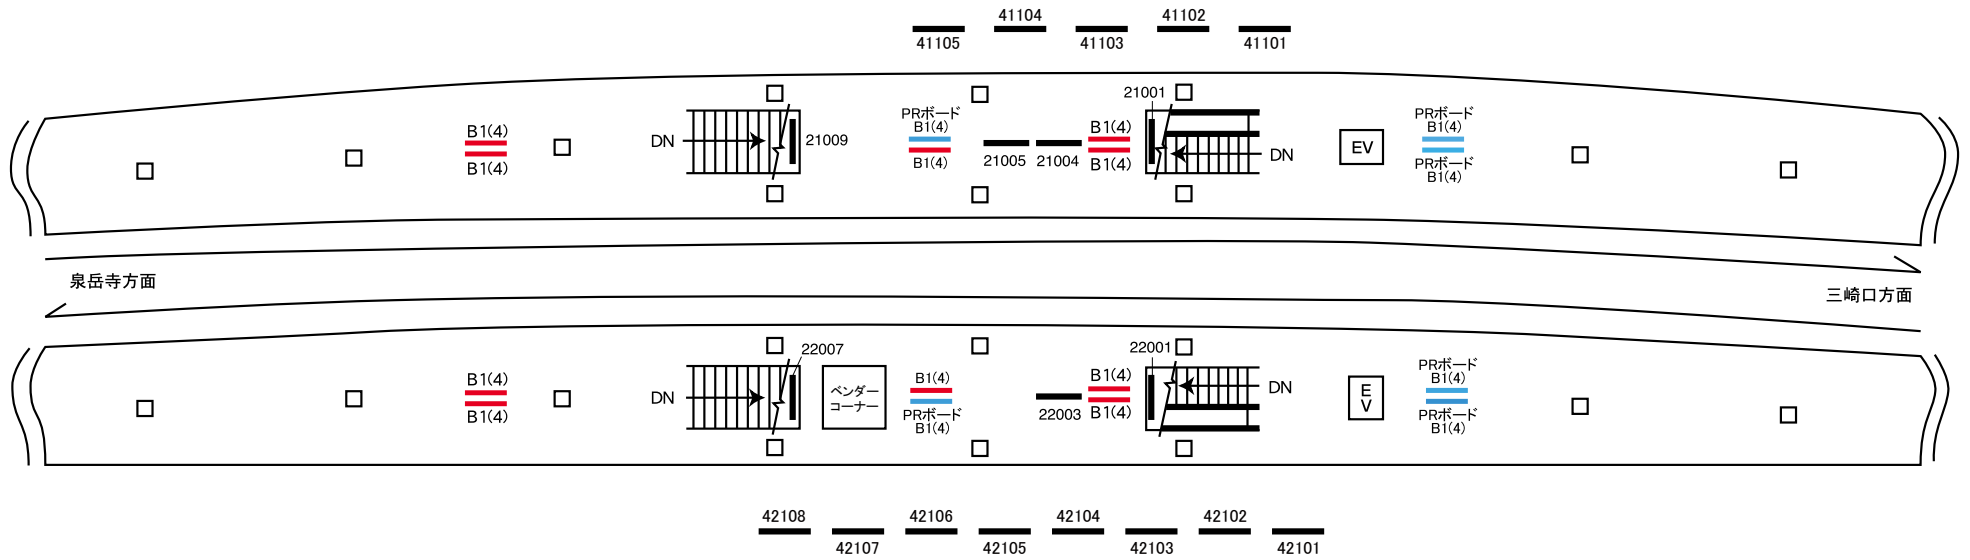 41104
41102
41105
41103
41101
21001
PRボード
B1(4)
PRボード
B1(4)
B1(4)
B1(4)
DN
21009
B1(4)
21005
21004
B1(4)
B1(4)
DN
EV
PRボード
B1(4)
泉岳寺方面
三崎口方面
22007
22001
B1(4)
B1(4)
B1(4)
PRボード
B1(4)
DN
ベンダー
コーナー
DN
E
V
B1(4)
PRボード
B1(4)
22003
B1(4)
PRボード
B1(4)
42108
42106
42104
42102
42107
42105
42103
42101